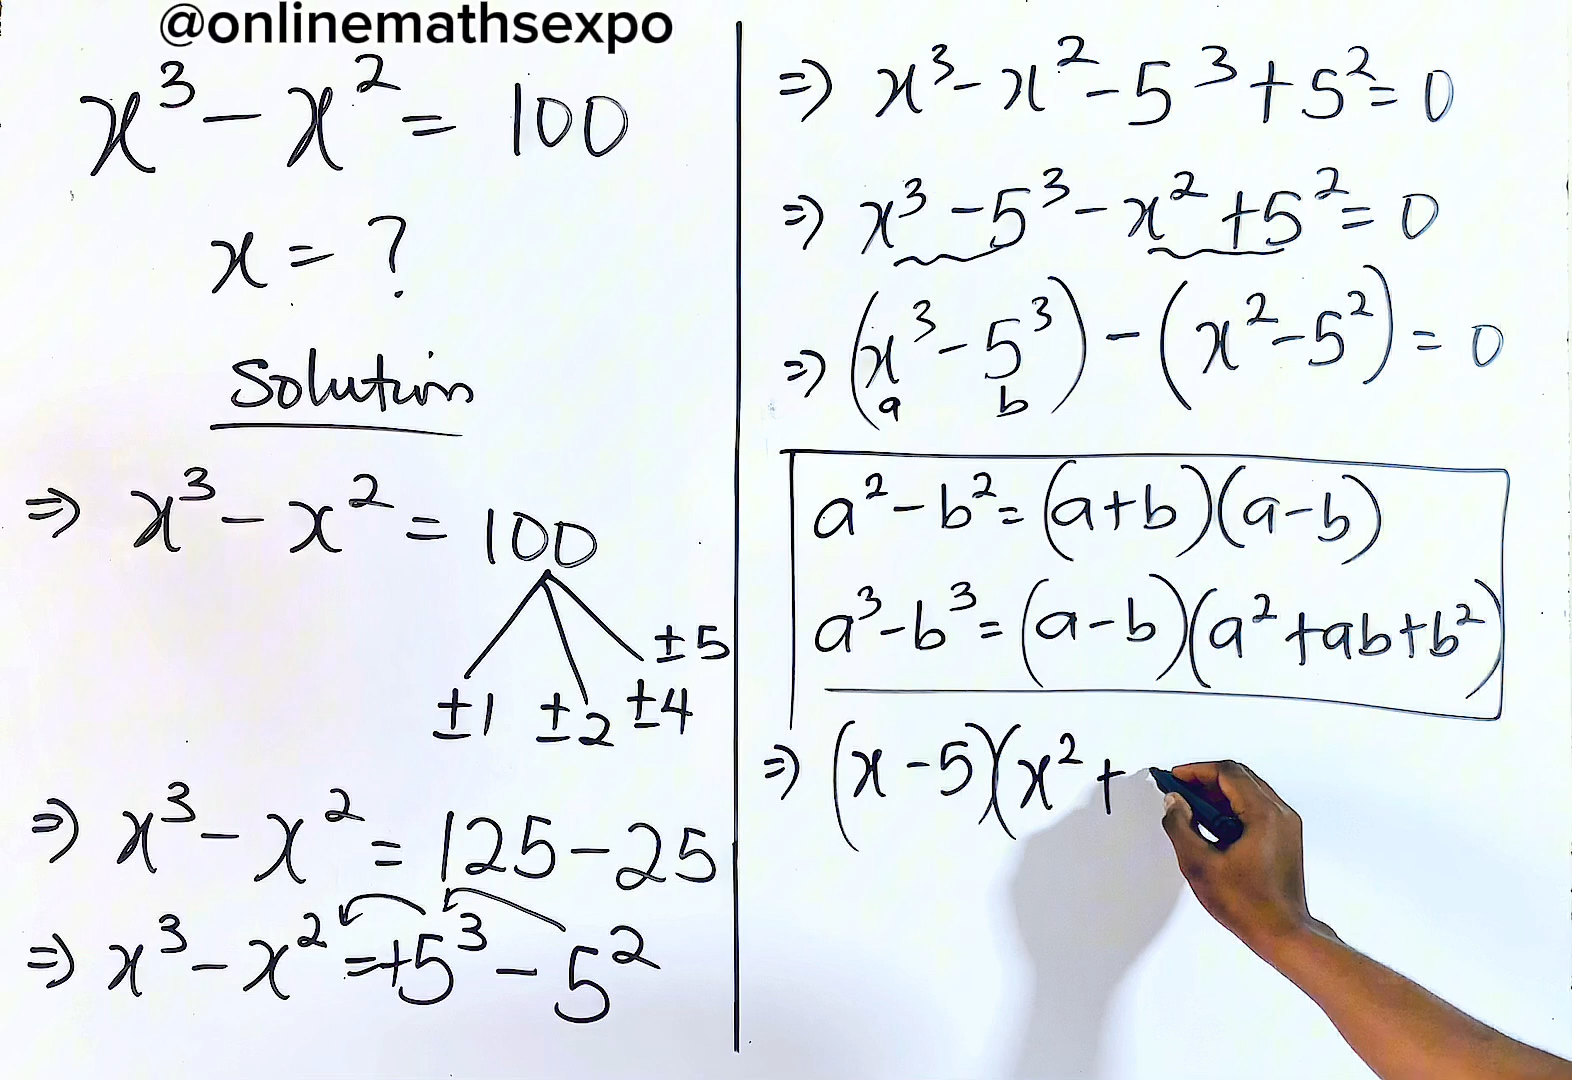 @onlinemathsexpo
x³ - x² = 100
x = ?
Solution
⇒ x³ - x² = 100
±1 ±2 ±4 ±5
⇒ x³ - x² = 125 - 25
⇒ x³ - x² = +5³ - 5²
⇒ x³ - x² - 5³ + 5² = 0
⇒ x³ - 5³ - x² + 5² = 0
⇒ (x³ - 5³) - (x² - 5²) = 0
a b
a² - b² = (a+b)(a-b)
a³ - b³ = (a-b)(a² + ab + b²)
⇒ (x - 5)(x² +